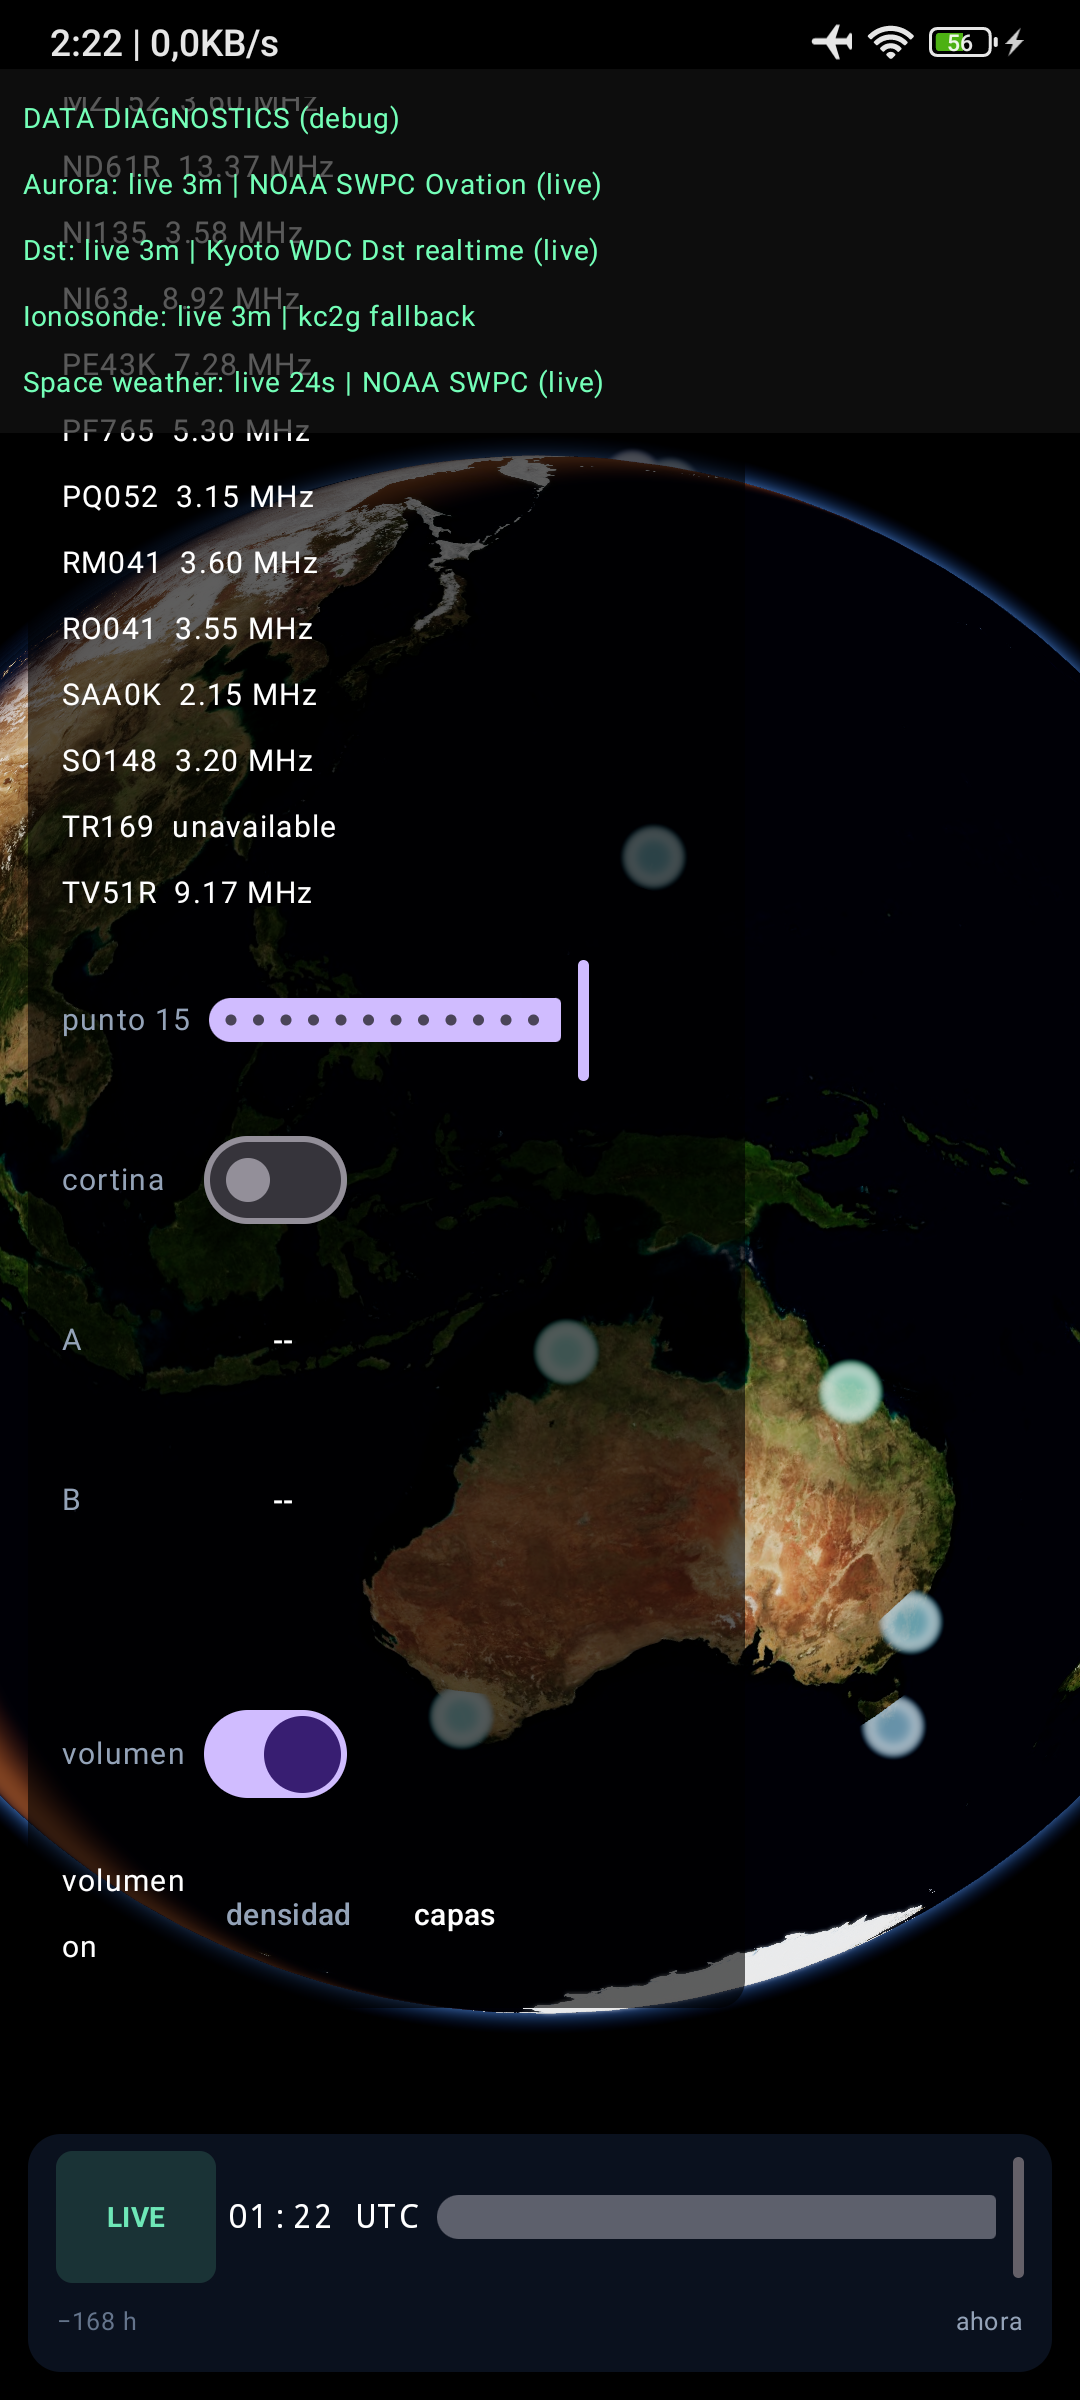 2:22 | 0,0KB/s
56
DATA DIAGNOSTICS (debug)
ND61R 13.37 MHz
Aurora: live 3m | NOAA SWPC Ovation (live)
NI135 3.58 MHz
Dst: live 3m | Kyoto WDC Dst realtime (live)
NI63_ 8.92 MHz
Ionosonde: live 3m | kc2g fallback
PE43K 7.28 MHz
Space weather: live 24s | NOAA SWPC (live)
PF765 5.30 MHz
PQ052 3.15 MHz
RM041 3.60 MHz
RO041 3.55 MHz
SAA0K 2.15 MHz
SO148 3.20 MHz
TR169 unavailable
TV51R 9.17 MHz
punto 15
cortina
A --
B --
volumen
volumen
on
densidad capas
LIVE 01:22 UTC
−168 h ahora